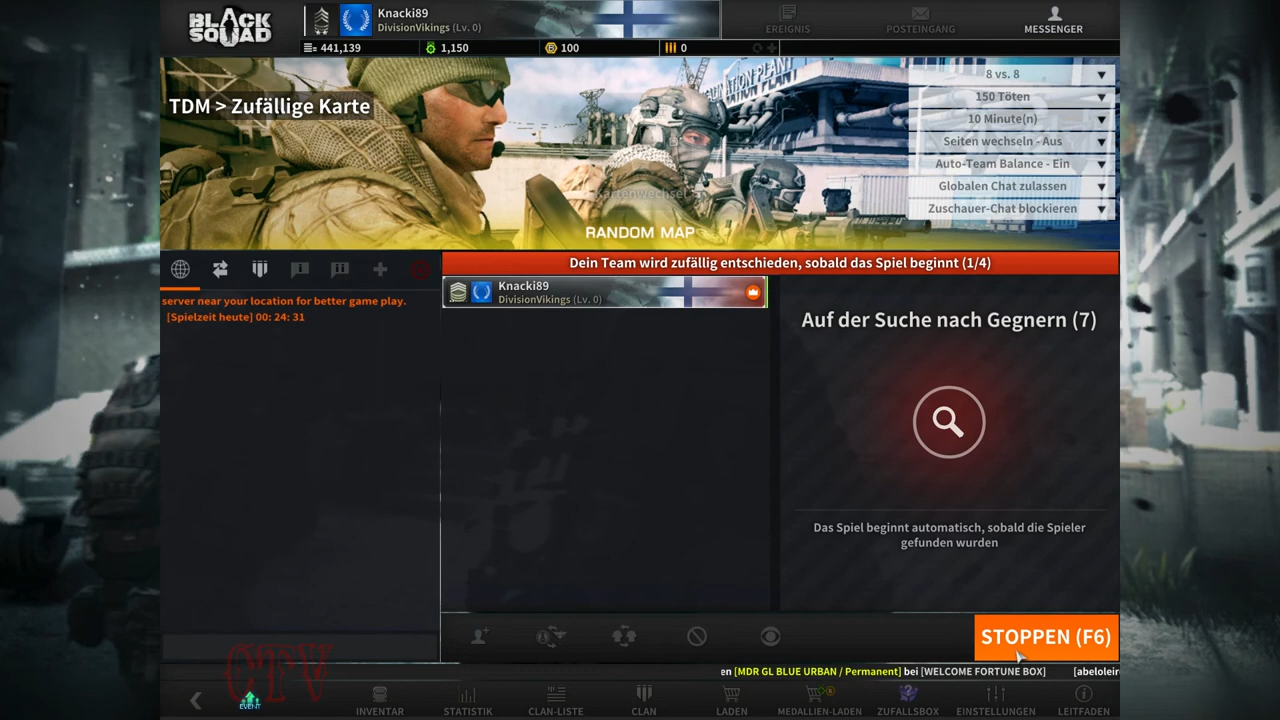 BLACK SQUAD
Knacki89
DivisionVikings (Lv. 0)
EREIGNIS
POSTEINGANG
MESSENGER
441,139
1,150
100
0
TDM > Zufällige Karte
8 vs. 8
150 Töten
10 Minute(n)
Seiten wechseln - Aus
Auto-Team Balance - Ein
Globalen Chat zulassen
Zuschauer-Chat blockieren
Kartenwechsel
RANDOM MAP
Dein Team wird zufällig entschieden, sobald das Spiel beginnt (1/4)
server near your location for better game play.
[Spielzeit heute] 00: 24: 31
Knacki89
DivisionVikings (Lv. 0)
Auf der Suche nach Gegnern (7)
Das Spiel beginnt automatisch, sobald die Spieler
gefunden wurden
STOPPEN (F6)
en [MDR GL BLUE URBAN / Permanent] bei [WELCOME FORTUNE BOX]
[abeloleir
CTV
EVENT
INVENTAR
STATISTIK
CLAN-LISTE
CLAN
LADEN
MEDAILLIEN-LADEN
ZUFALLSBOX
EINSTELLUNGEN
LEITFADEN